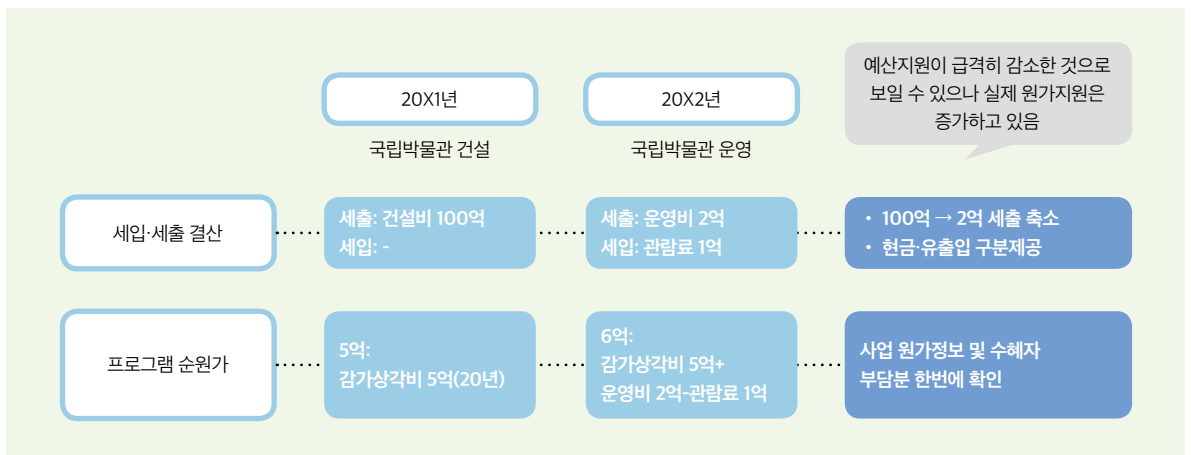 20X1년
국립박물관 건설
20X2년
국립박물관 운영
예산지원이 급격히 감소한 것으로
보일 수 있으나 실제 원가지원은
증가하고 있음
세입·세출 결산
세출: 건설비 100억
세입: -
세출: 운영비 2억
세입: 관람료 1억
• 100억 → 2억 세출 축소
• 현금·유출입 구분제공
프로그램 순원가
5억:
감가상각비 5억(20년)
6억:
감가상각비 5억+
운영비 2억-관람료 1억
사업 원가정보 및 수혜자
부담분 한번에 확인